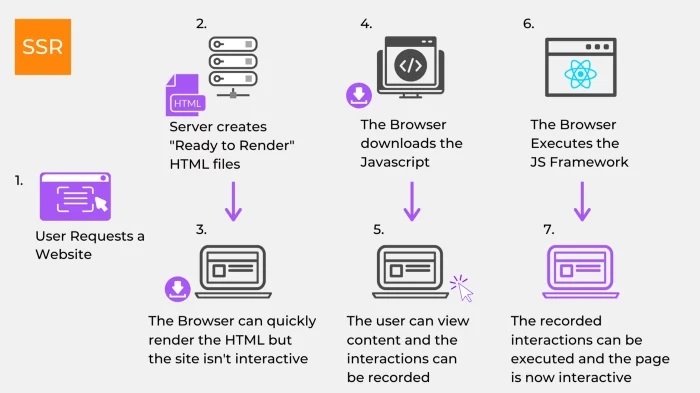 SSR
1.
User Requests a
Website
2.
HTML
Server creates
"Ready to Render"
HTML files
3.
The Browser can quickly
render the HTML but
the site isn't interactive
4.
</>
The Browser
downloads the
Javascript
5.
The user can view
content and the
interactions can
be recorded
6.
The Browser
Executes the
JS Framework
7.
The recorded
interactions can be
executed and the page
is now interactive